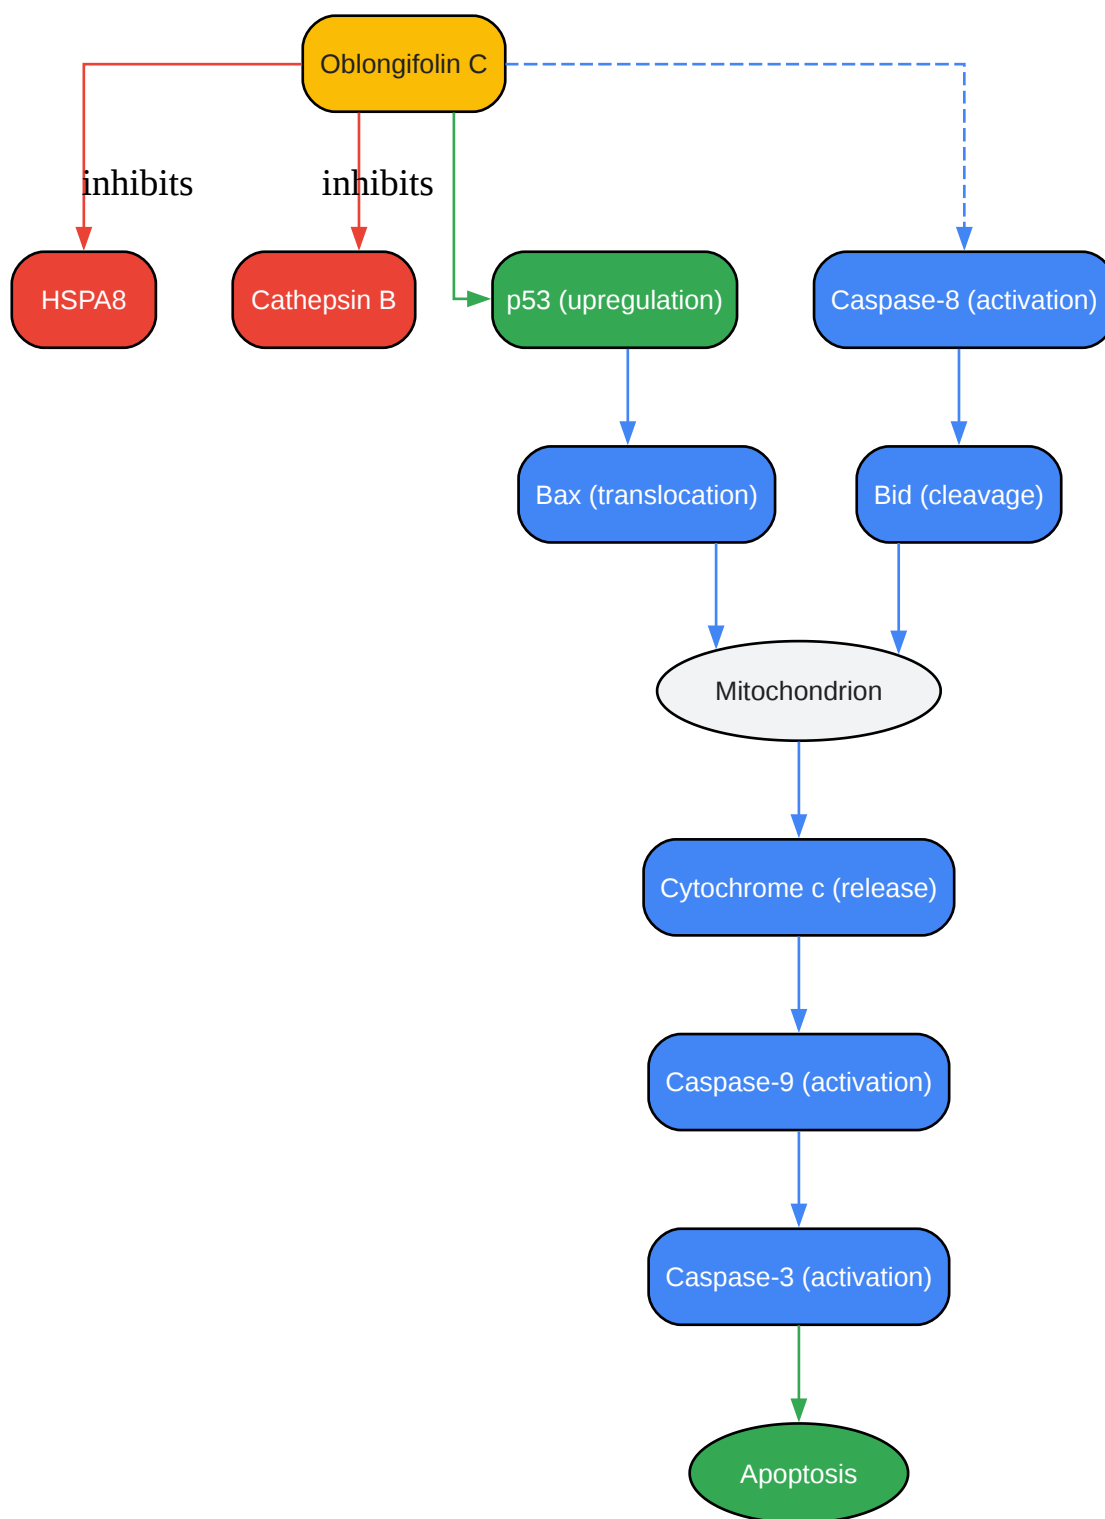 Oblongifolin C
inhibits
inhibits
HSPA8
Cathepsin B
p53 (upregulation)
Caspase-8 (activation)
Bax (translocation)
Bid (cleavage)
Mitochondrion
Cytochrome c (release)
Caspase-9 (activation)
Caspase-3 (activation)
Apoptosis